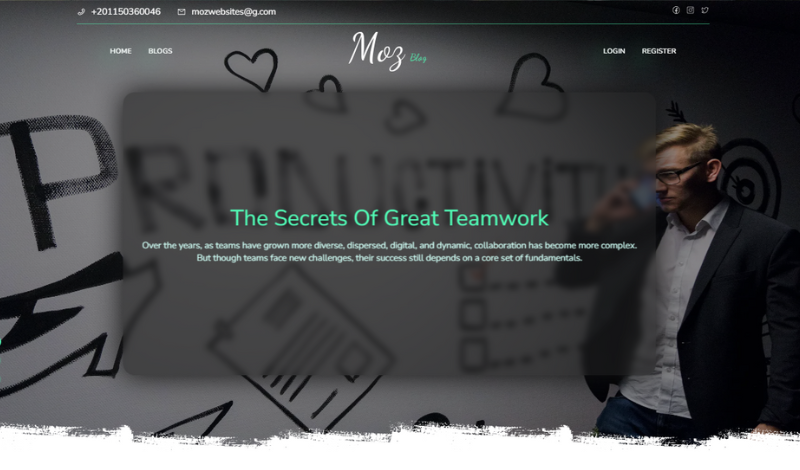 +201150360046 mozwebsites@g.com
HOME BLOGS Moz Blog LOGIN REGISTER
PRODUCTIVITY
The Secrets Of Great Teamwork
Over the years, as teams have grown more diverse, dispersed, digital, and dynamic, collaboration has become more complex.
But though teams face new challenges, their success still depends on a core set of fundamentals.